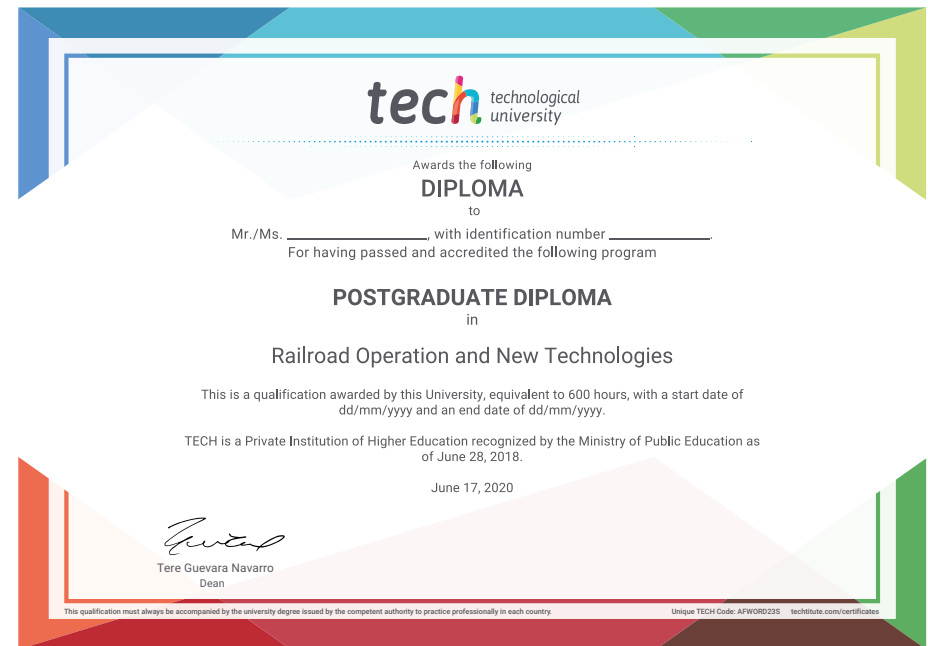 tech technological
university
Awards the following
DIPLOMA
to
Mr./Ms. ____________________, with identification number ______________.
For having passed and accredited the following program
POSTGRADUATE DIPLOMA
in
Railroad Operation and New Technologies
This is a qualification awarded by this University, equivalent to 600 hours, with a start date of
dd/mm/yyyy and an end date of dd/mm/yyyy.
TECH is a Private Institution of Higher Education recognized by the Ministry of Public Education as
of June 28, 2018.
June 17, 2020
Tere Guevara Navarro
Dean
This qualification must always be accompanied by the university degree issued by the competent authority to practice professionally in each country. Unique TECH Code: AFWORD23S techtitute.com/certificates